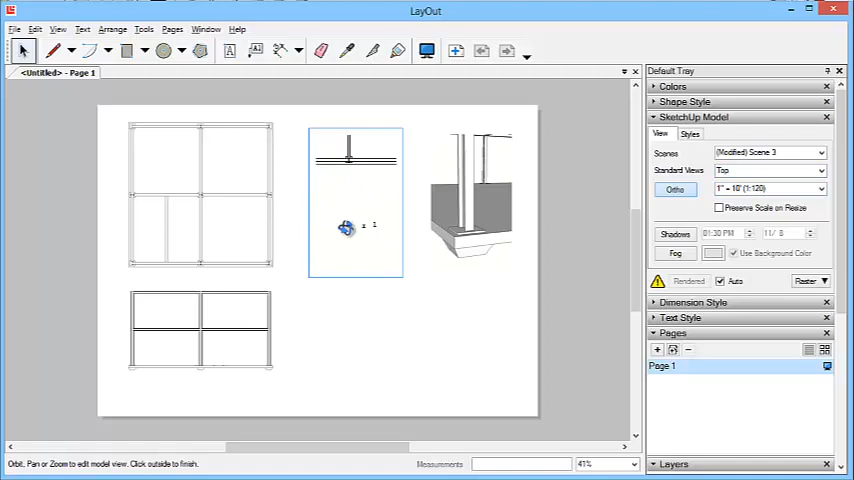 LayOut
File Edit View Text Arrange Tools Pages Window Help
<Untitled> - Page 1
Default Tray
Colors
Shape Style
SketchUp Model
View Styles
Scenes (Modified) Scene 3
Standard Views Top
Ortho 1" = 10' (1:120)
Preserve Scale on Resize
Shadows 01:30 PM 11/ 8
Fog Use Background Color
Rendered Auto Raster
Dimension Style
Text Style
Pages
Page 1
Layers
x 1
Orbit, Pan or Zoom to edit model view. Click outside to finish.
Measurements
41%